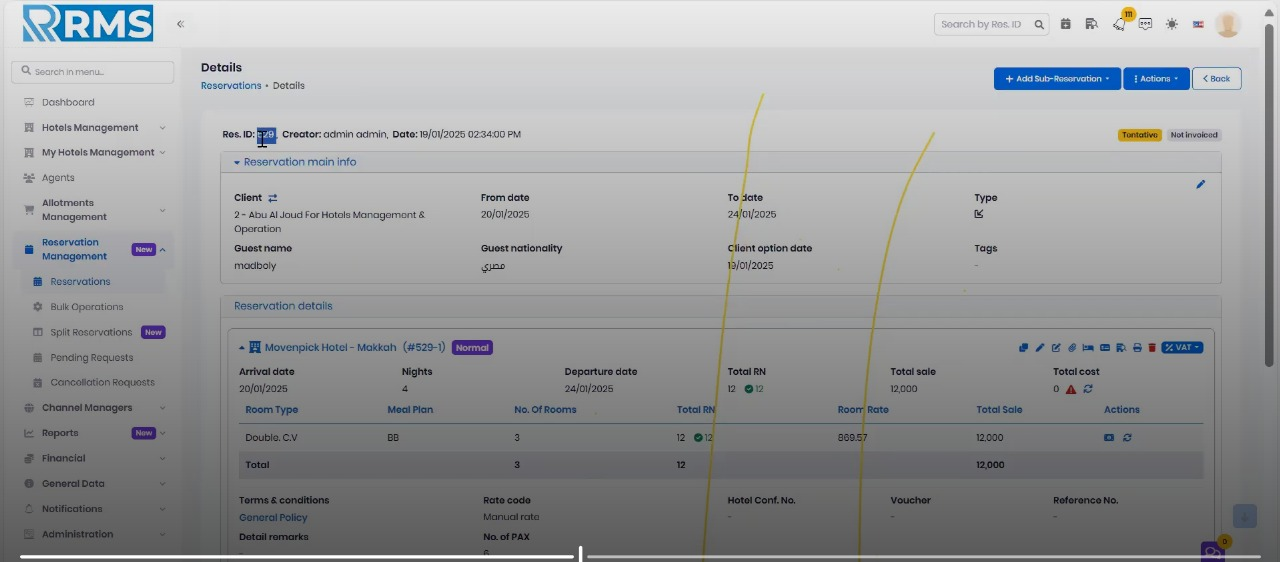 RRMS
Search by Res. ID
111
Search in menu...
Dashboard
Hotels Management
My Hotels Management
Agents
Allotments
Management
Reservation
Management
New
Reservations
Bulk Operations
Split Reservations New
Pending Requests
Cancellation Requests
Channel Managers
Reports New
Financial
General Data
Notifications
Administration
Details
Reservations • Details
+ Add Sub-Reservation
Actions
Back
Res. ID: 529, Creator: admin admin, Date: 19/01/2025 02:34:00 PM
Tentative Not invoiced
Reservation main info
Client From date To date Type
2 - Abu Al Joud For Hotels Management & 20/01/2025 24/01/2025
Operation
Guest name Guest nationality Client option date Tags
madboly مصري 19/01/2025 -
Reservation details
Movenpick Hotel - Makkah (#529-1) Normal
% VAT
Arrival date Nights Departure date Total RN Total sale Total cost
20/01/2025 4 24/01/2025 12 12 12,000 0
Room Type Meal Plan No. Of Rooms Total RN Room Rate Total Sale Actions
Double. C.V BB 3 12 12 869.57 12,000
Total 3 12 12,000
Terms & conditions Rate code Hotel Conf. No. Voucher Reference No.
General Policy Manual rate - - -
Detail remarks No. of PAX
- 6
0